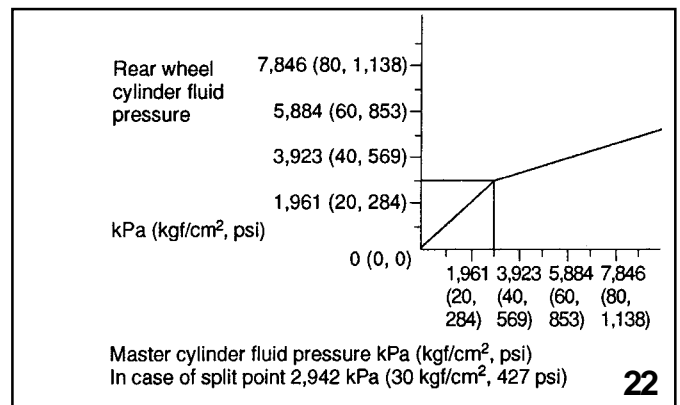 Rear wheel
cylinder fluid
pressure
kPa (kgf/cm², psi)
7,846 (80, 1,138)
5,884 (60, 853)
3,923 (40, 569)
1,961 (20, 284)
0 (0, 0)
1,961 3,923 5,884 7,846
(20, (40, (60, (80,
284) 569) 853) 1,138)
Master cylinder fluid pressure kPa (kgf/cm², psi)
In case of split point 2,942 kPa (30 kgf/cm², 427 psi)
22